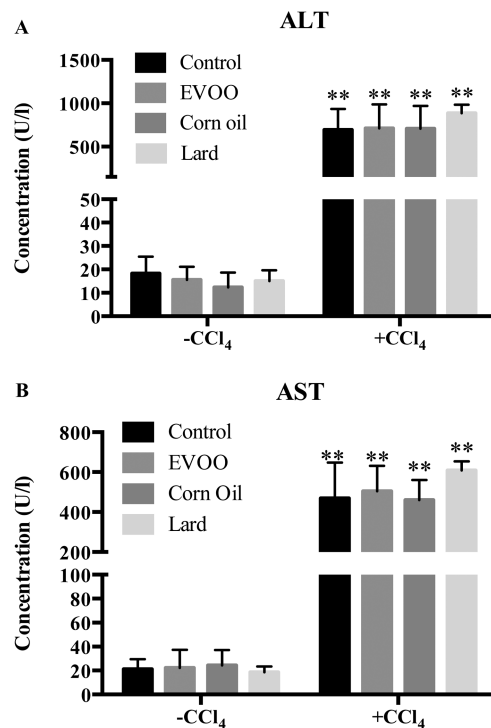 A
ALT
Concentration (U/l)
1500
1000
500
50
40
30
20
10
0
Control
EVOO
Corn oil
Lard
** ** ** **
-CCl₄
+CCl₄
B
AST
Concentration (U/l)
800
600
400
200
100
80
60
40
20
0
Control
EVOO
Corn Oil
Lard
** ** ** **
-CCl₄
+CCl₄